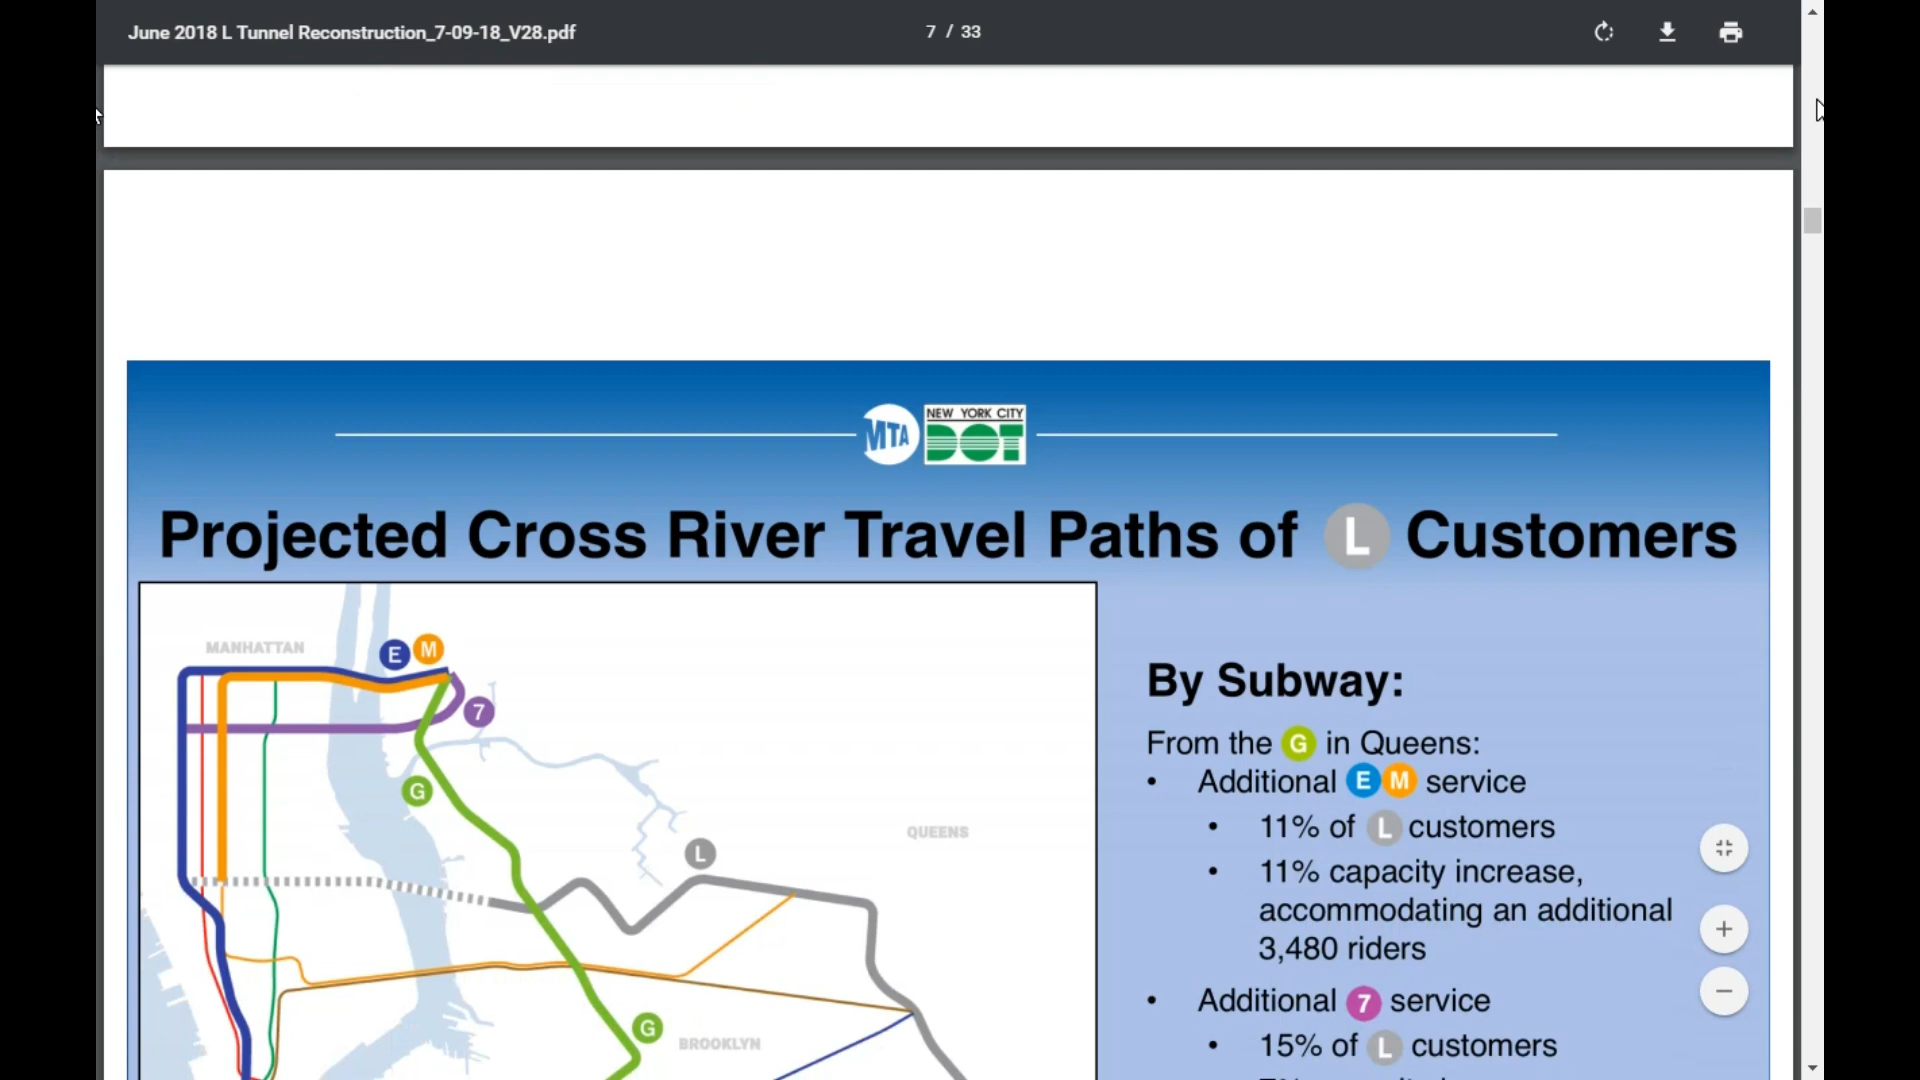 June 2018 L Tunnel Reconstruction_7-09-18_V28.pdf
7 / 33
MTA
NEW YORK CITY
DOT
Projected Cross River Travel Paths of L Customers
MANHATTAN
E M
7
G
L
QUEENS
G
BROOKLYN
By Subway:
From the G in Queens:
• Additional E M service
• 11% of L customers
• 11% capacity increase,
accommodating an additional
3,480 riders
• Additional 7 service
• 15% of L customers